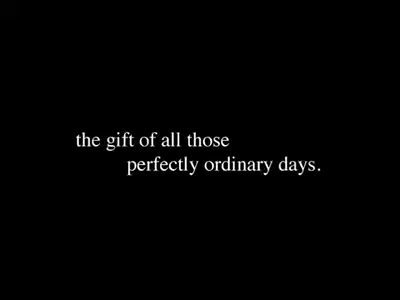 the gift of all those
perfectly ordinary days.